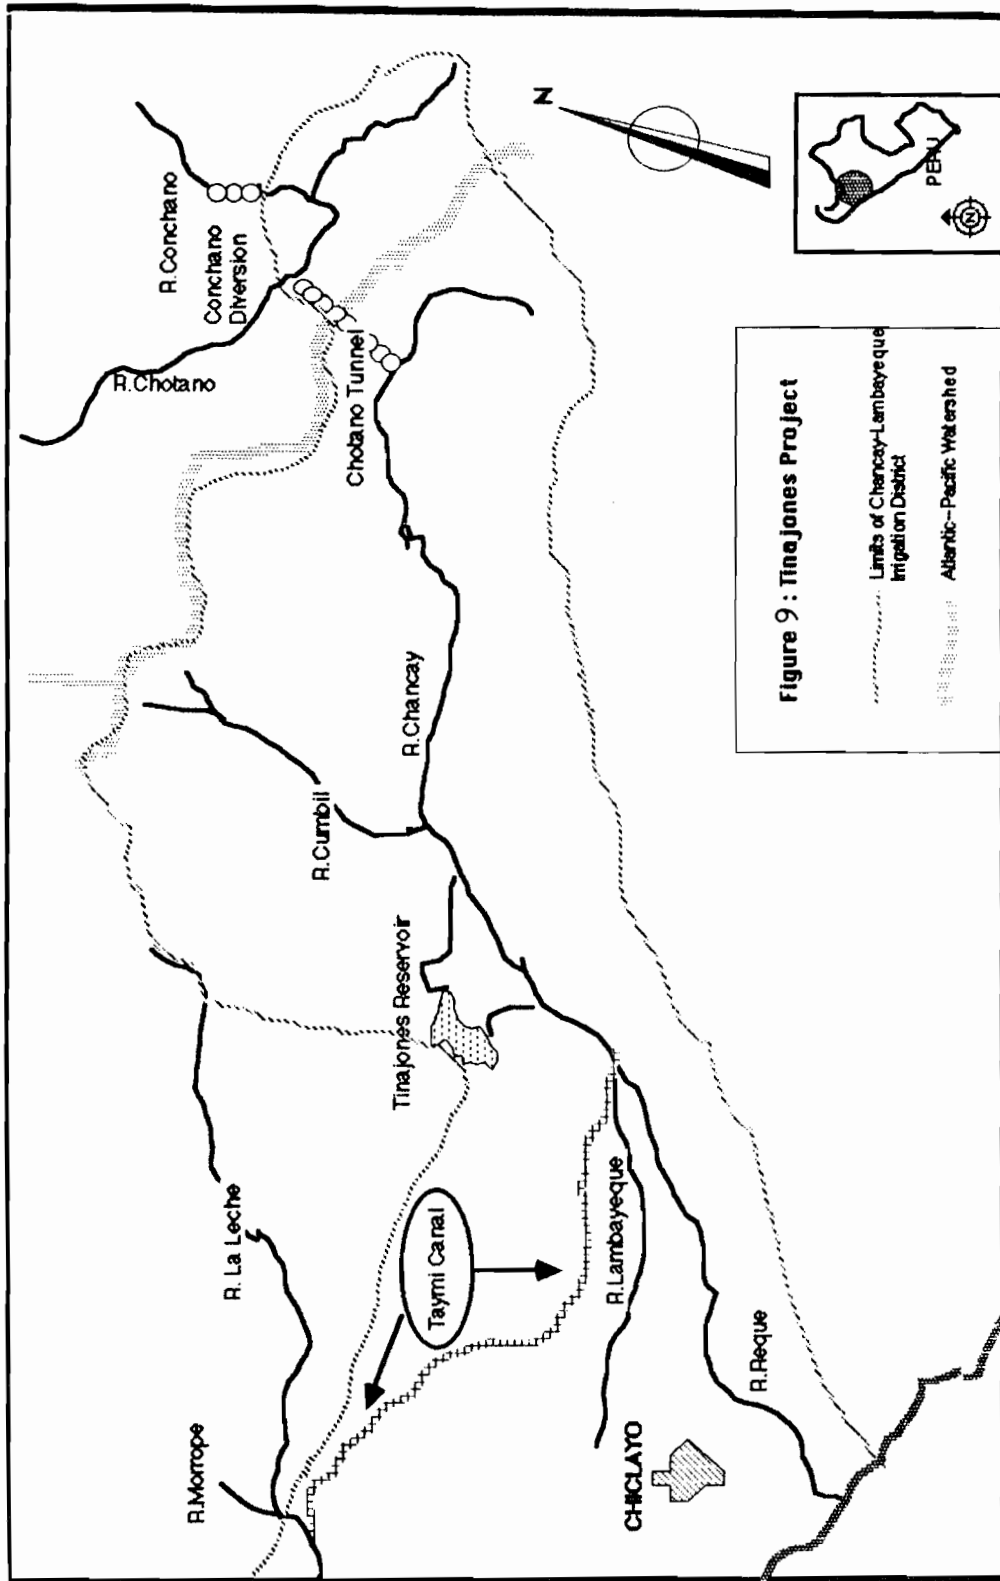 R.Conchano
Conchano
Diversion
R.Chotano
Chotano Tunnel
N
PERU
N
R.Chancay
R.Cumbil
Tinajones Reservoir
R. La Leche
Taymi Canal
R.Lambayeque
R.Morrope
R.Reque
CHICLAYO
Figure 9 : Tinajones Project
Limits of Chancay-Lambayeque
Irrigation District
Atlantic-Pacific Watershed